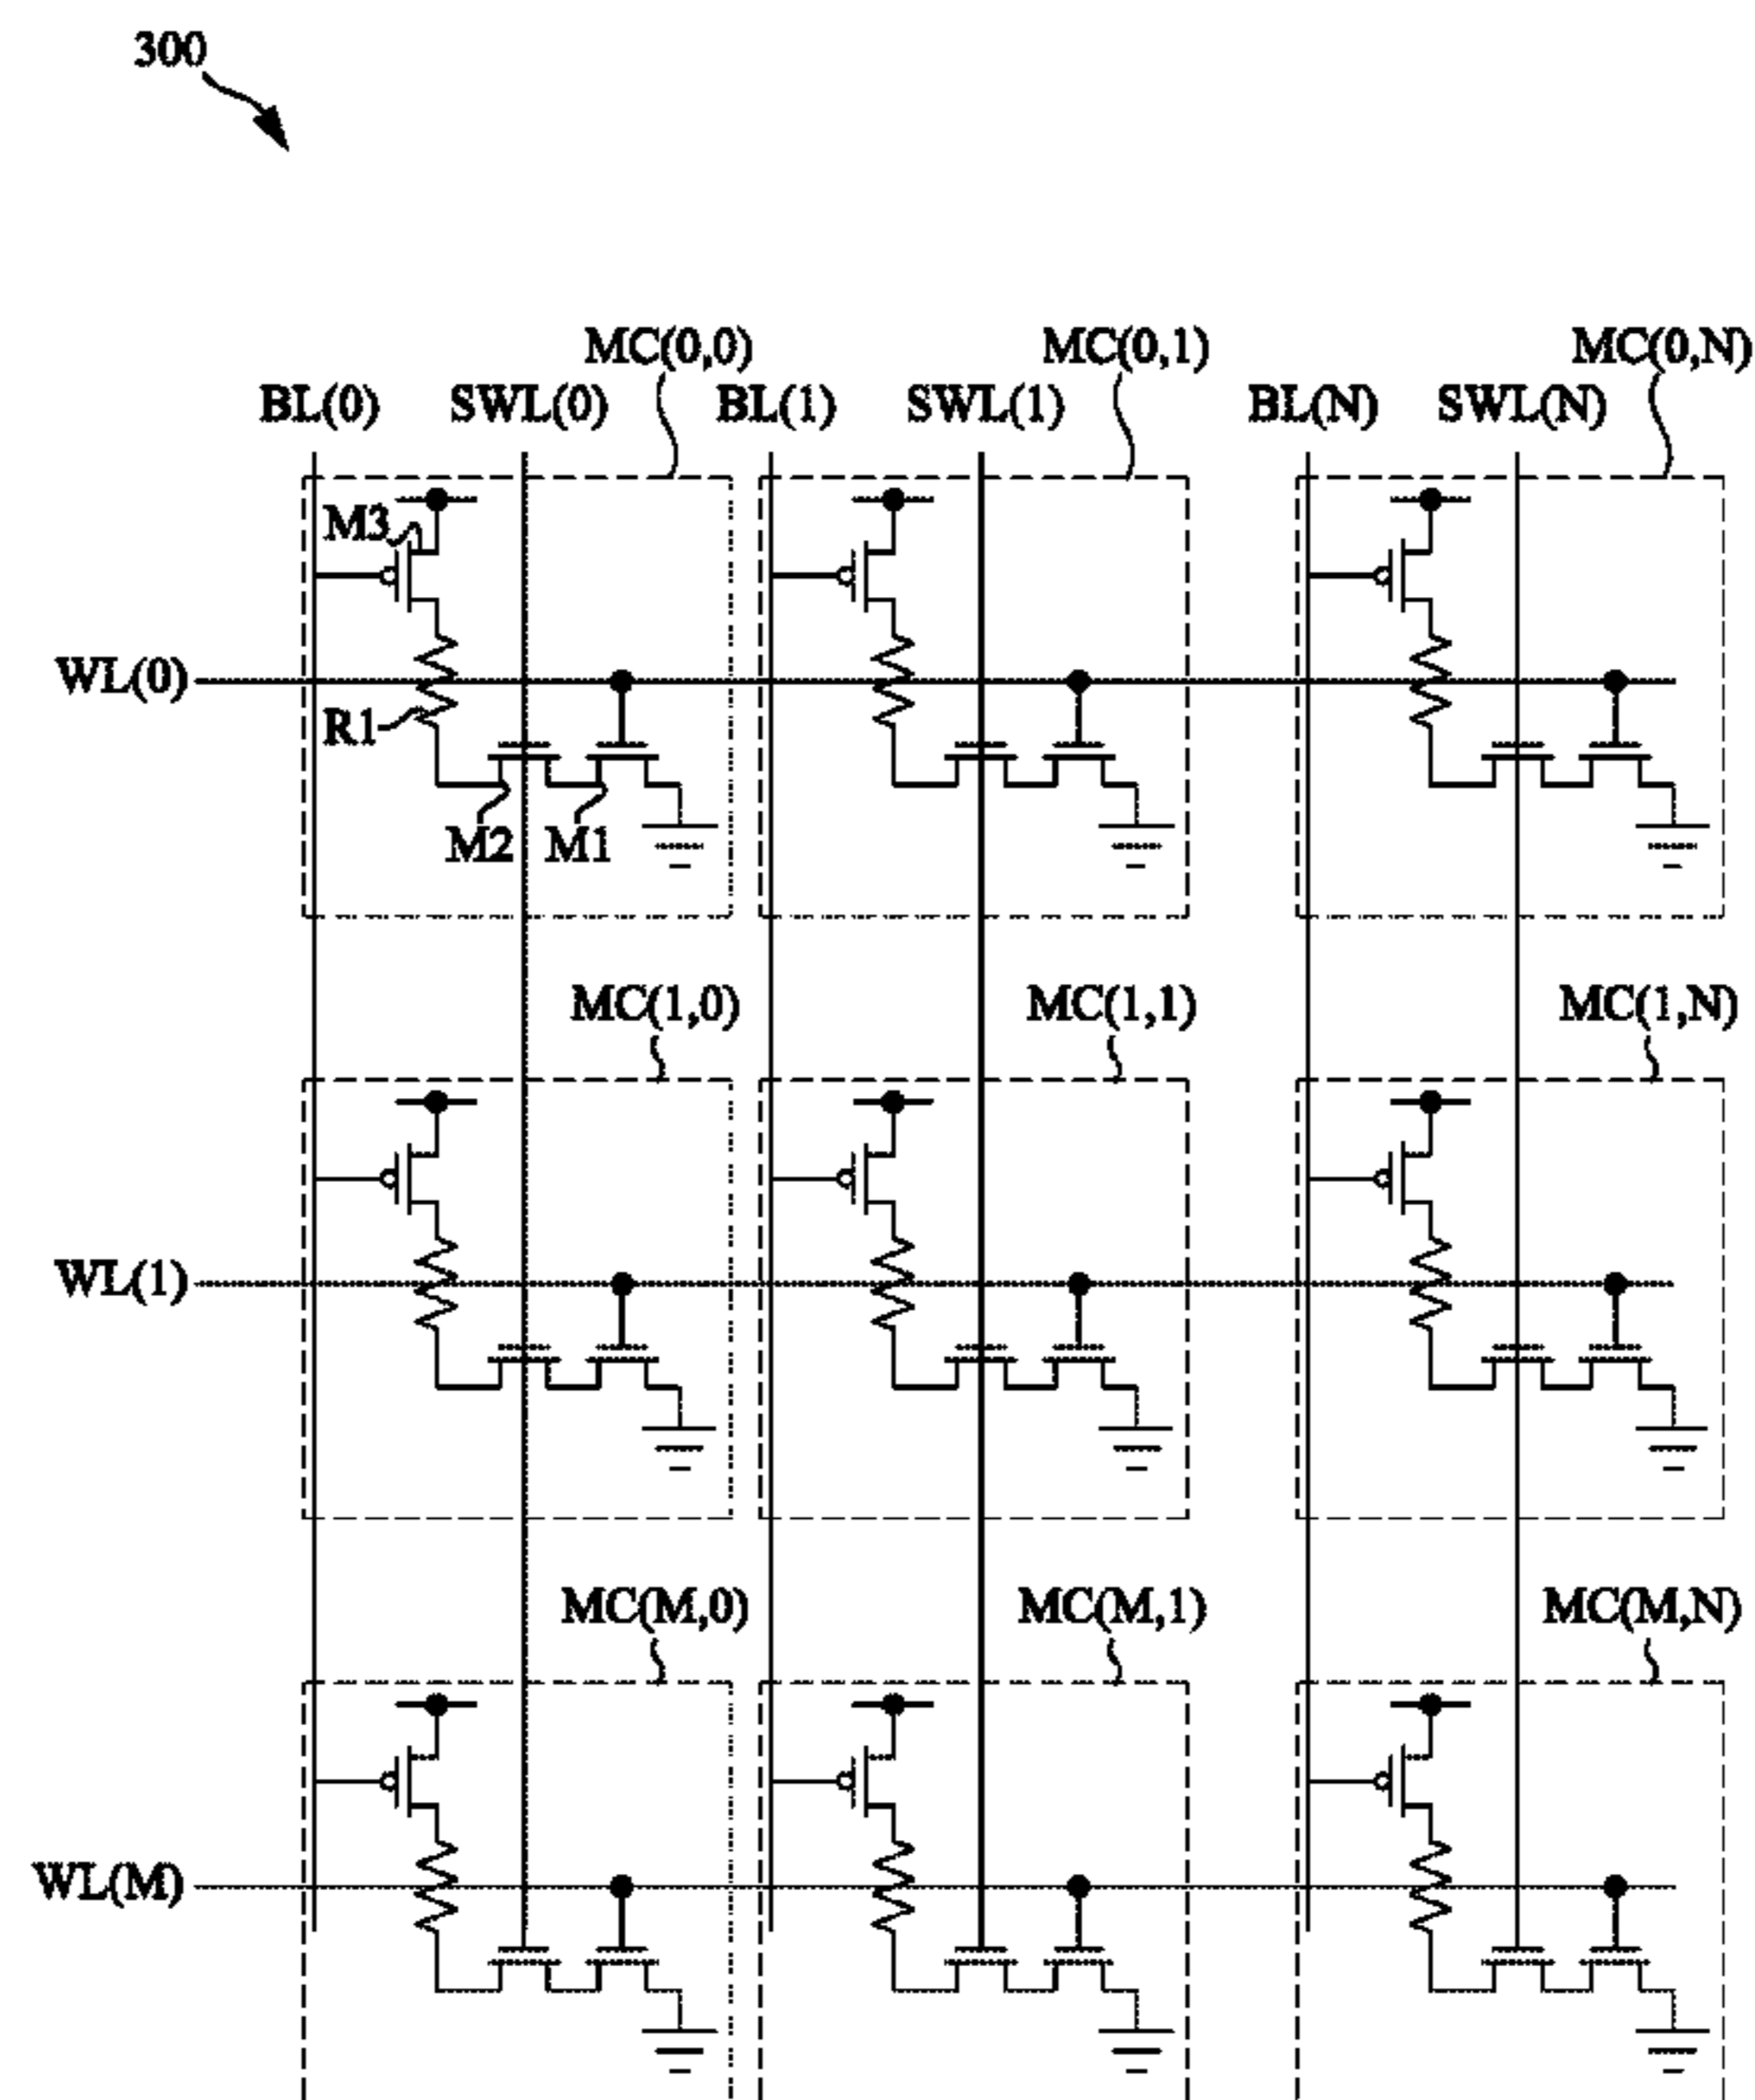 300
MC(0,0) MC(0,1) MC(0,N)
BL(0) SWL(0) BL(1) SWL(1) BL(N) SWL(N)
M3
WL(0)
R1
M2 M1
MC(1,0) MC(1,1) MC(1,N)
WL(1)
MC(M,0) MC(M,1) MC(M,N)
WL(M)